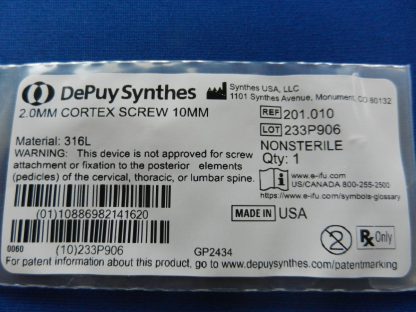 DePuy Synthes
Synthes USA, LLC
1101 Synthes Avenue, Monument, CO 80132
2.0MM CORTEX SCREW 10MM
REF 201.010
LOT 233P906
Material: 316L
NONSTERILE
WARNING: This device is not approved for screw
attachment or fixation to the posterior elements
(pedicles) of the cervical, thoracic, or lumbar spine.
Qty: 1
www.e-ifu.com
US/CANADA 800-255-2500
https://www.e-ifu.com/symbols-glossary
(01)10886982141620
MADE IN USA
0060
(10)233P906
GP2434
2
Rx Only
For patent information about this product, go to www.depuysynthes.com/patentmarking